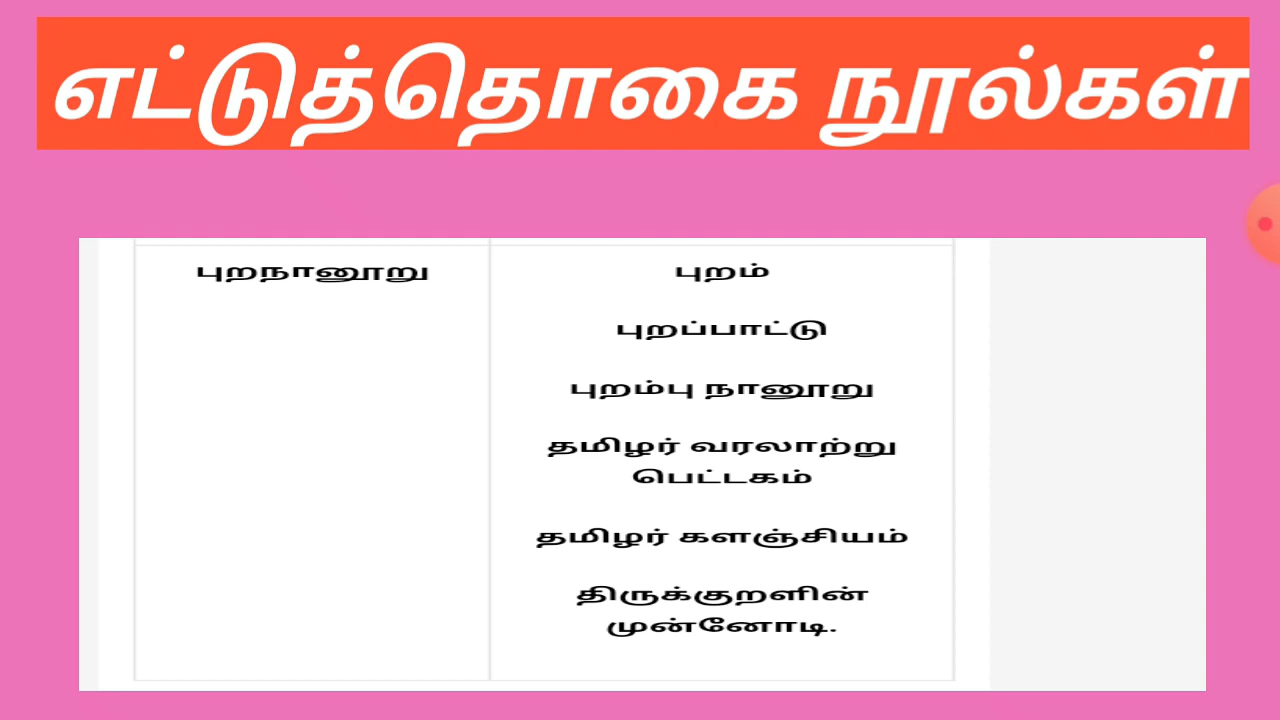 எட்டுத்தொகை நூல்கள்
புறநானூறு
புறம்
புறப்பாட்டு
புறம்பு நானூறு
தமிழர் வரலாற்று
பெட்டகம்
தமிழர் களஞ்சியம்
திருக்குறளின்
முன்னோடி.